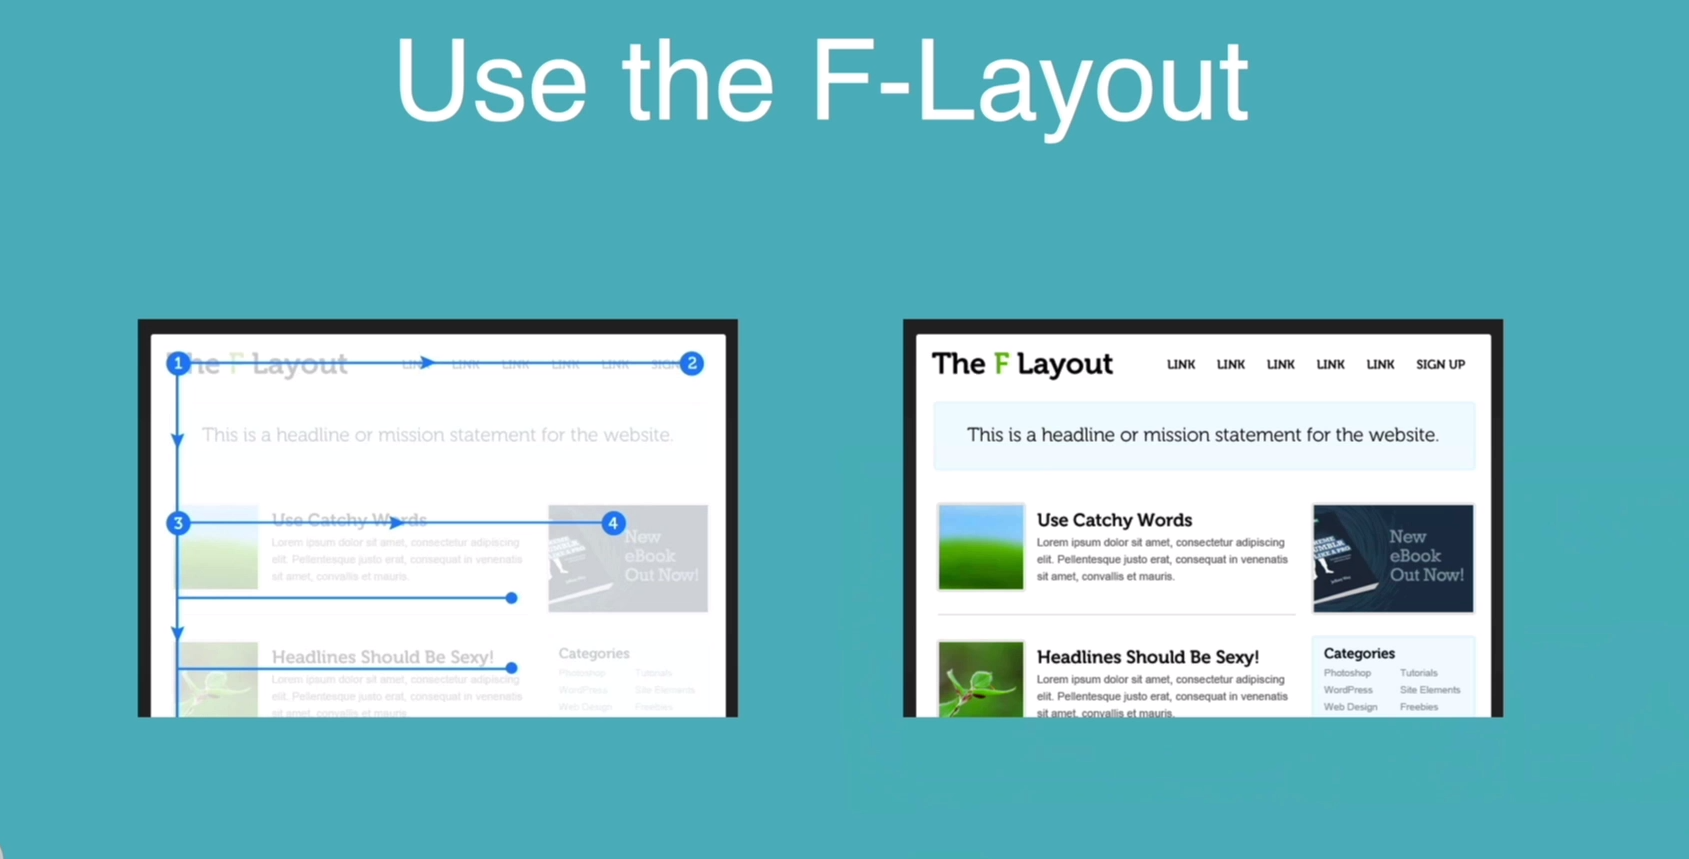 Use the F-Layout
1
he F Layout
LINK
LINK
LINK
LINK
LINK
SIGN
2
This is a headline or mission statement for the website.
3
Use Catchy Words
4
Lorem ipsum dolor sit amet, consectetur adipiscing
elit. Pellentesque justo erat, consequat in venenatis
sit amet, convallis et mauris.
New
eBook
Out Now!
Headlines Should Be Sexy!
Lorem ipsum dolor sit amet, consectetur adipiscing
elit. Pellentesque justo erat, consequat in venenatis
sit amet, convallis et mauris.
Categories
Photoshop
Tutorials
WordPress
Site Elements
Web Design
Freebies
The F Layout
LINK
LINK
LINK
LINK
LINK
SIGN UP
This is a headline or mission statement for the website.
Use Catchy Words
Lorem ipsum dolor sit amet, consectetur adipiscing
elit. Pellentesque justo erat, consequat in venenatis
sit amet, convallis et mauris.
New
eBook
Out Now!
Headlines Should Be Sexy!
Lorem ipsum dolor sit amet, consectetur adipiscing
elit. Pellentesque justo erat, consequat in venenatis
sit amet, convallis et mauris.
Categories
Photoshop
Tutorials
WordPress
Site Elements
Web Design
Freebies